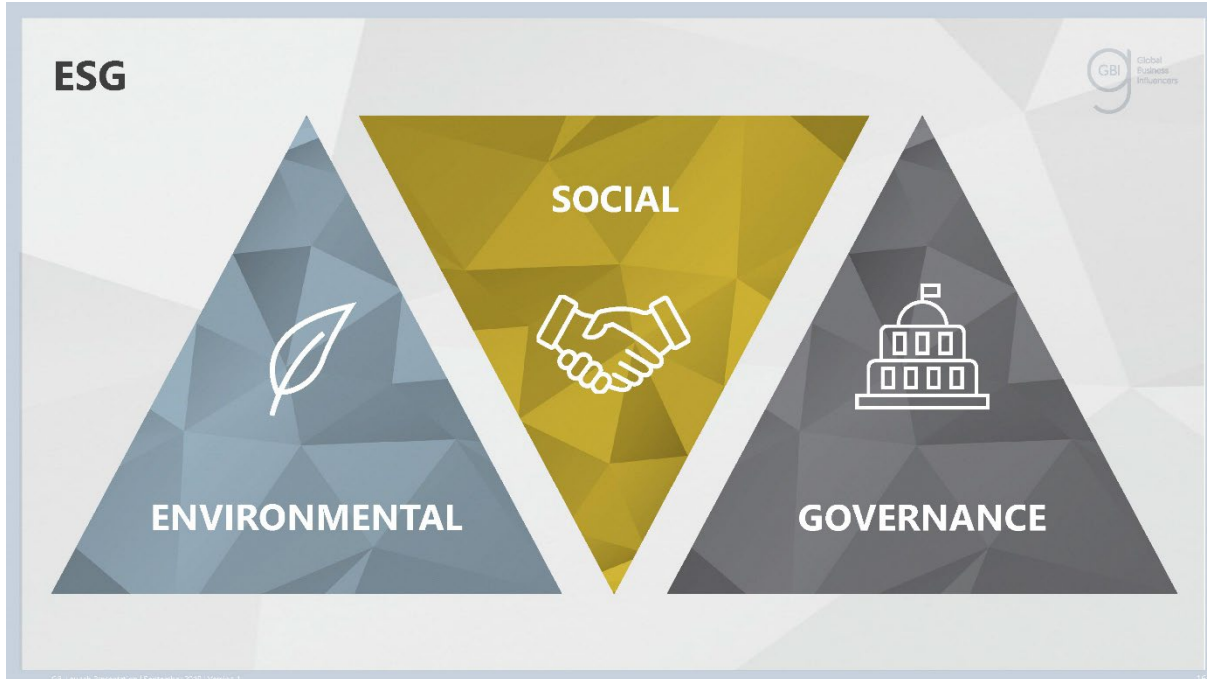 ESG
GBI
Global
Business
Influencers
SOCIAL
ENVIRONMENTAL
GOVERNANCE